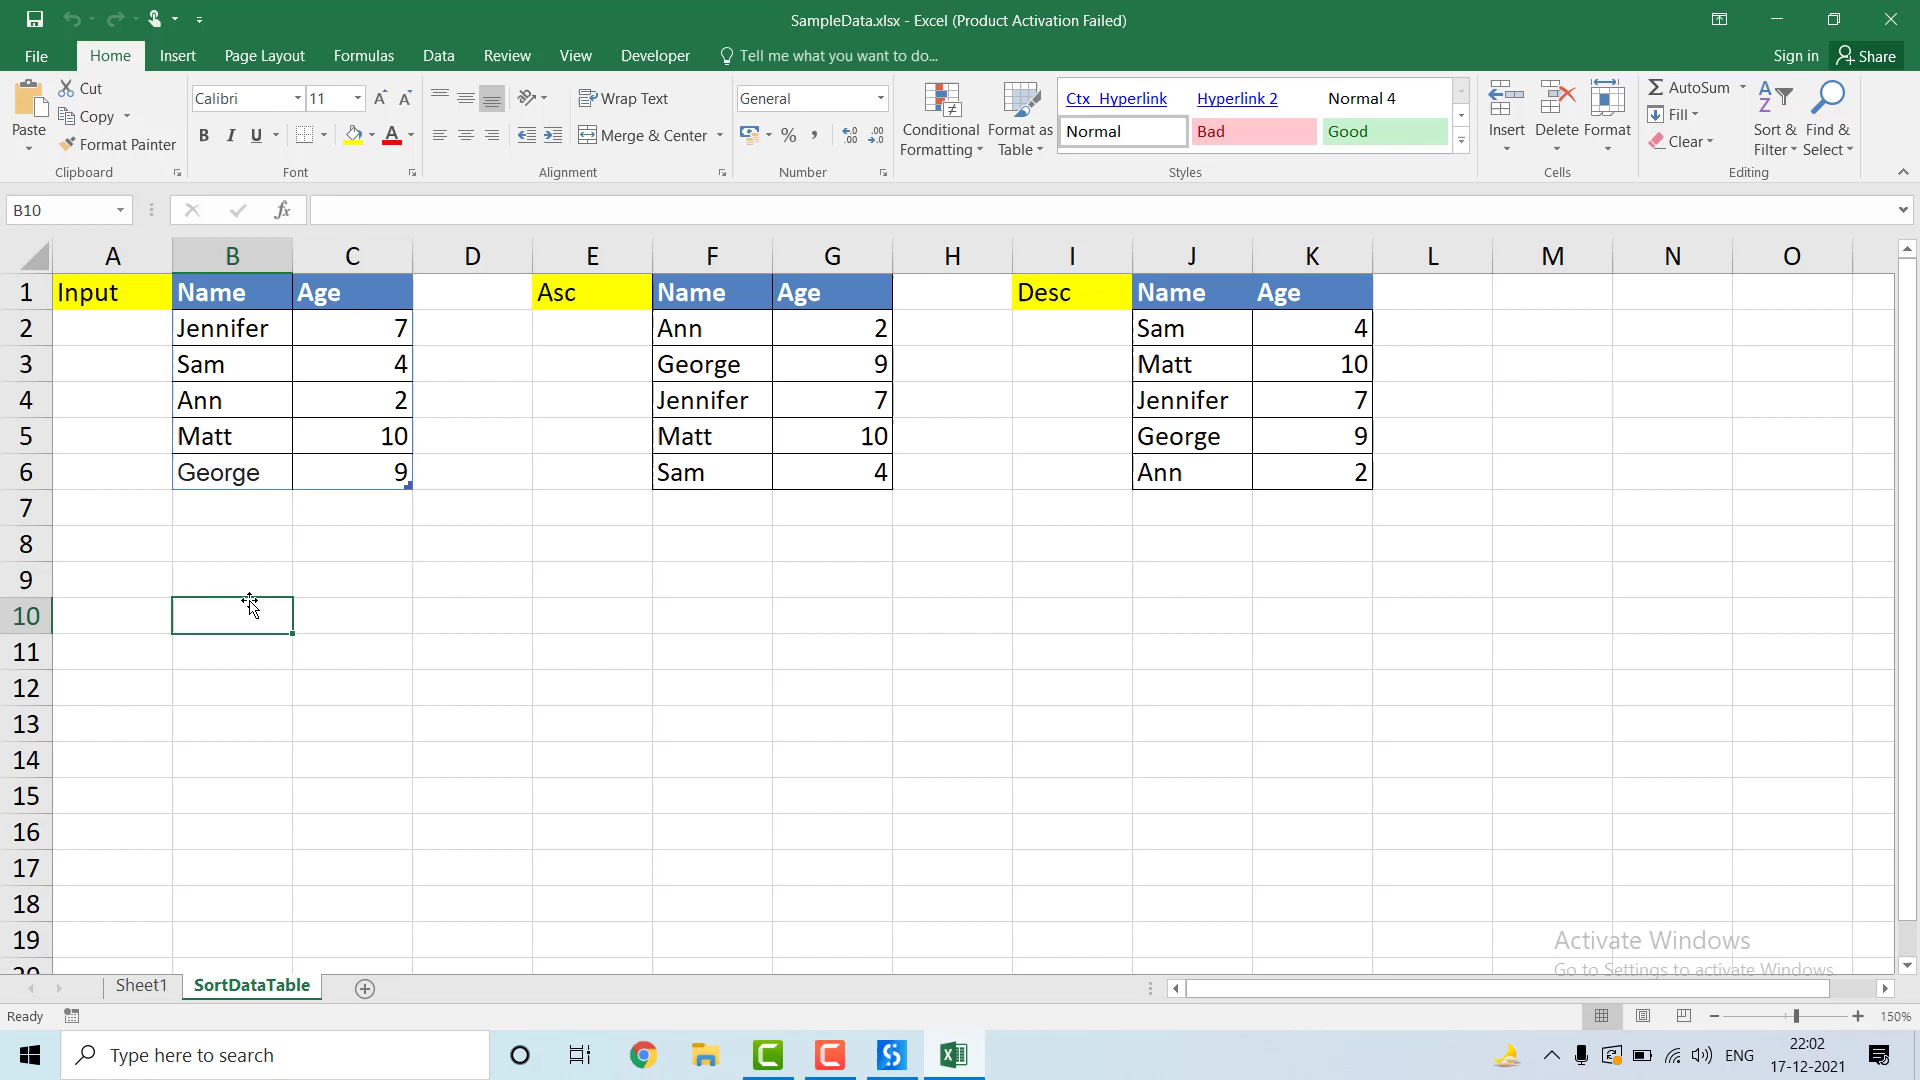 SampleData.xlsx - Excel (Product Activation Failed)
File Home Insert Page Layout Formulas Data Review View Developer Tell me what you want to do... Sign in Share
Paste
Cut
Copy
Format Painter
Clipboard
Calibri 11
B I U A
Font
Wrap Text
Merge & Center
Alignment
General
% ,
Number
Conditional Formatting
Format as Table
Ctx_Hyperlink Hyperlink 2 Normal 4
Normal Bad Good
Styles
Insert Delete Format
Cells
AutoSum
Fill
Clear
Sort & Filter
Find & Select
Editing
B10 fx
A B C D E F G H I J K L M N O
1 Input Name Age Asc Name Age Desc Name Age
2 Jennifer 7 Ann 2 Sam 4
3 Sam 4 George 9 Matt 10
4 Ann 2 Jennifer 7 Jennifer 7
5 Matt 10 Matt 10 George 9
6 George 9 Sam 4 Ann 2
7
8
9
10
11
12
13
14
15
16
17
18
19
20
Activate Windows
Go to Settings to activate Windows.
Sheet1 SortDataTable
Ready 150%
Type here to search
ENG
22:02
17-12-2021